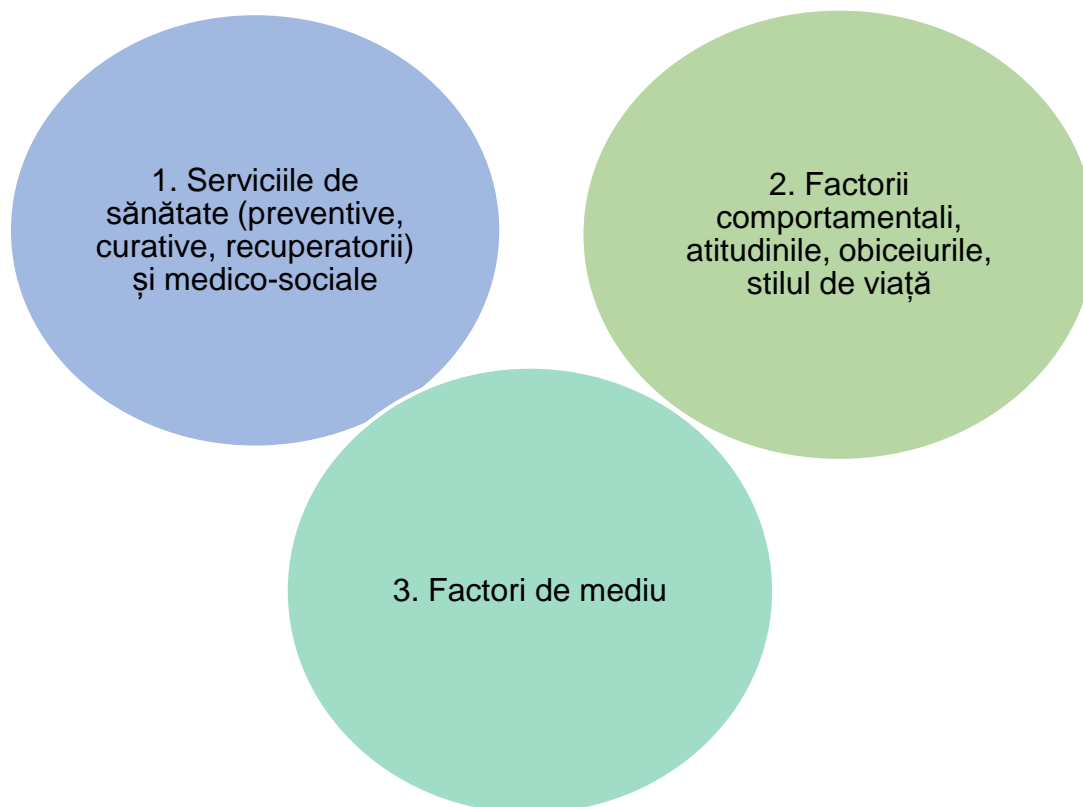 1. Serviciile de
sănătate (preventive,
curative, recuperatorii)
și medico-sociale
2. Factorii
comportamentali,
atitudinile, obiceiurile,
stilul de viață
3. Factori de mediu